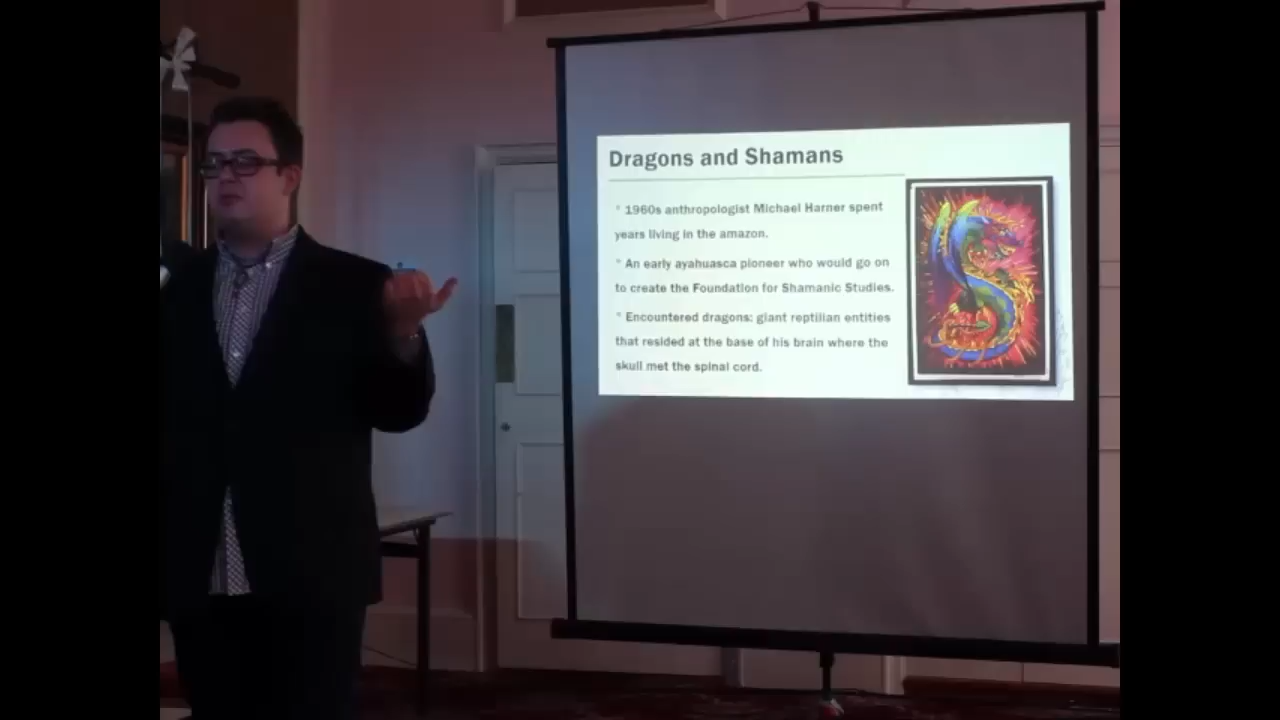 Dragons and Shamans
* 1960s anthropologist Michael Harner spent
years living in the amazon.
* An early ayahuasca pioneer who would go on
to create the Foundation for Shamanic Studies.
* Encountered dragons: giant reptilian entities
that resided at the base of his brain where the
skull met the spinal cord.